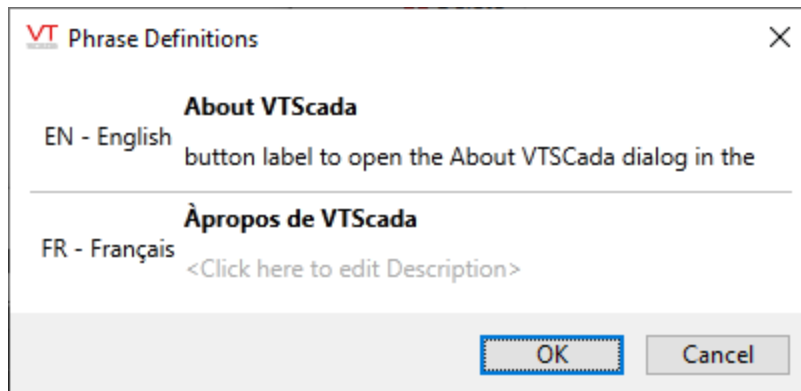 VT Phrase Definitions
About VTScada
EN - English
button label to open the About VTSCada dialog in the
Àpropos de VTScada
FR - Français
<Click here to edit Description>
OK
Cancel